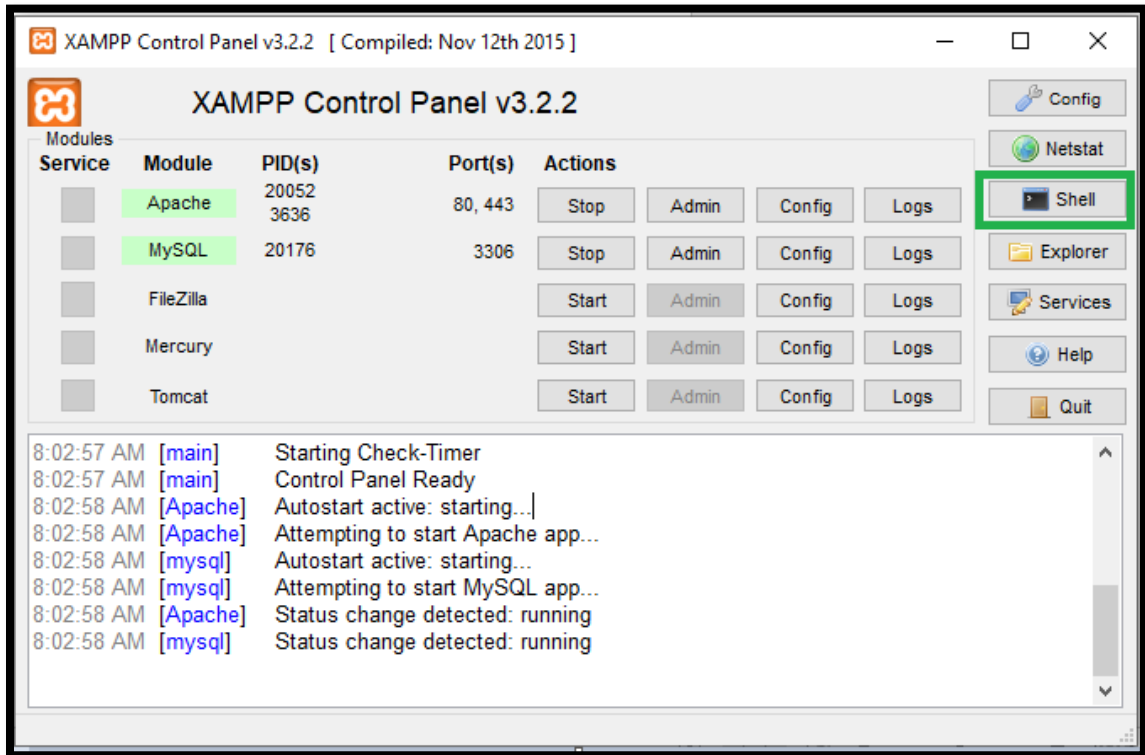 XAMPP Control Panel v3.2.2 [ Compiled: Nov 12th 2015 ]
XAMPP Control Panel v3.2.2
Config
Modules
Netstat
Service Module PID(s) Port(s) Actions
Apache 20052 3636 80, 443 Stop Admin Config Logs
Shell
MySQL 20176 3306 Stop Admin Config Logs
Explorer
FileZilla Start Admin Config Logs
Services
Mercury Start Admin Config Logs
Help
Tomcat Start Admin Config Logs
Quit
8:02:57 AM [main] Starting Check-Timer
8:02:57 AM [main] Control Panel Ready
8:02:58 AM [Apache] Autostart active: starting...
8:02:58 AM [Apache] Attempting to start Apache app...
8:02:58 AM [mysql] Autostart active: starting...
8:02:58 AM [mysql] Attempting to start MySQL app...
8:02:58 AM [Apache] Status change detected: running
8:02:58 AM [mysql] Status change detected: running